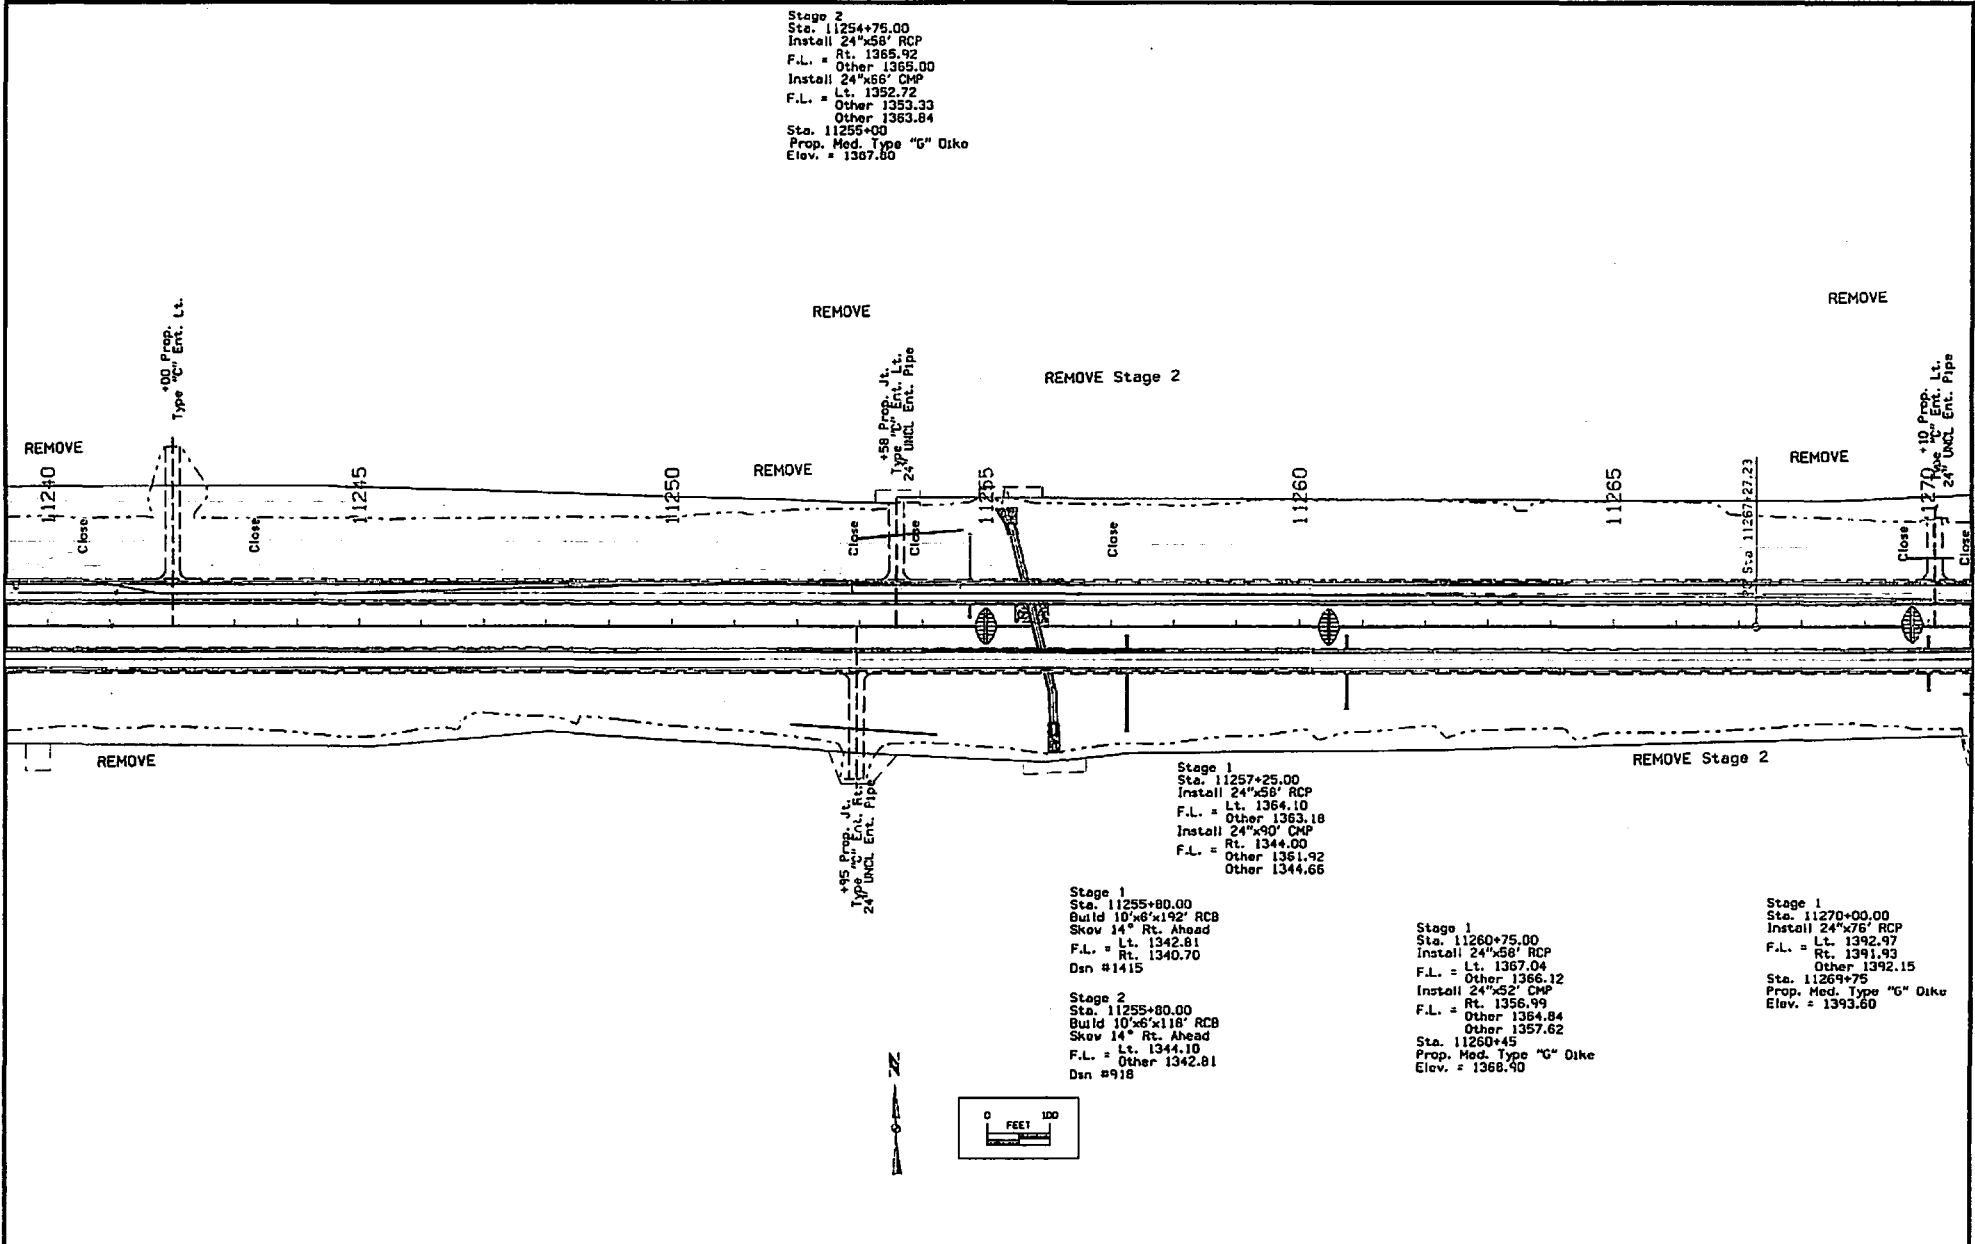 Stage 2
Sta. 11254+75.00
Install 24"x58' RCP
F.L. = Rt. 1365.92
Other 1365.00
Install 24"x66' CMP
F.L. = Lt. 1352.72
Other 1353.33
Other 1363.84
Sta. 11255+00
Prop. Med. Type "G" Dike
Elev. = 1367.80
REMOVE
REMOVE
REMOVE Stage 2
+00 Prop.
Type "C" Ent. Lt.
+58 Prop. Jt.
Type "C" Ent. Lt.
24" UNCL Ent. Pipe
+10 Prop.
Type "C" Ent. Lt.
24" UNCL Ent. Pipe
REMOVE
REMOVE
REMOVE
11240
11245
11250
11255
11260
11265
11270
Sta 11267+27.23
Close
Close
Close
Close
Close
Close
Close
REMOVE
REMOVE Stage 2
+95 Prop. Jt.
Type "C" Ent. Rt.
24" UNCL Ent. Pipe
Stage 1
Sta. 11257+25.00
Install 24"x58' RCP
F.L. = Lt. 1364.10
Other 1363.18
Install 24"x90' CMP
F.L. = Rt. 1344.00
Other 1361.92
Other 1344.66
Stage 1
Sta. 11255+80.00
Build 10'x6'x192' RCB
Skew 14° Rt. Ahead
F.L. = Lt. 1342.81
Rt. 1340.70
Dsn #1415
Stage 2
Sta. 11255+80.00
Build 10'x6'x118' RCB
Skew 14° Rt. Ahead
F.L. = Lt. 1344.10
Other 1342.81
Dsn #918
Stage 1
Sta. 11260+75.00
Install 24"x58' RCP
F.L. = Lt. 1367.04
Other 1366.12
Install 24"x52' CMP
F.L. = Rt. 1356.99
Other 1364.84
Other 1357.62
Sta. 11260+45
Prop. Med. Type "G" Dike
Elev. = 1368.90
Stage 1
Sta. 11270+00.00
Install 24"x76' RCP
F.L. = Lt. 1392.97
Rt. 1391.93
Other 1392.15
Sta. 11269+75
Prop. Med. Type "G" Dike
Elev. = 1393.60
N
0 100
FEET